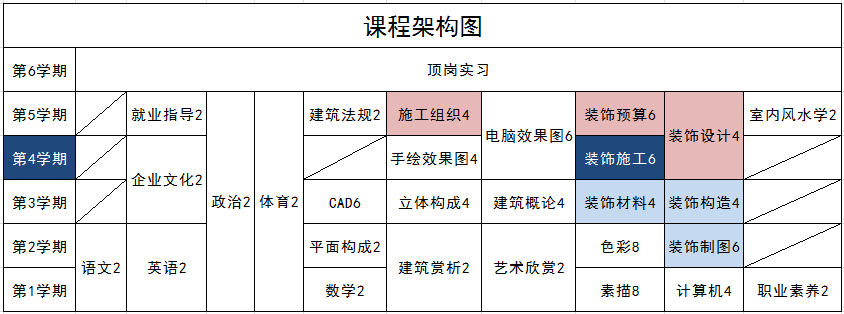 课程架构图
第6学期
顶岗实习
第5学期
就业指导2
政治2
体育2
建筑法规2
施工组织4
电脑效果图6
装饰预算6
装饰设计4
室内风水学2
第4学期
企业文化2
手绘效果图4
装饰施工6
第3学期
CAD6
立体构成4
建筑概论4
装饰材料4
装饰构造4
第2学期
语文2
英语2
平面构成2
建筑赏析2
艺术欣赏2
色彩8
装饰制图6
第1学期
数学2
素描8
计算机4
职业素养2